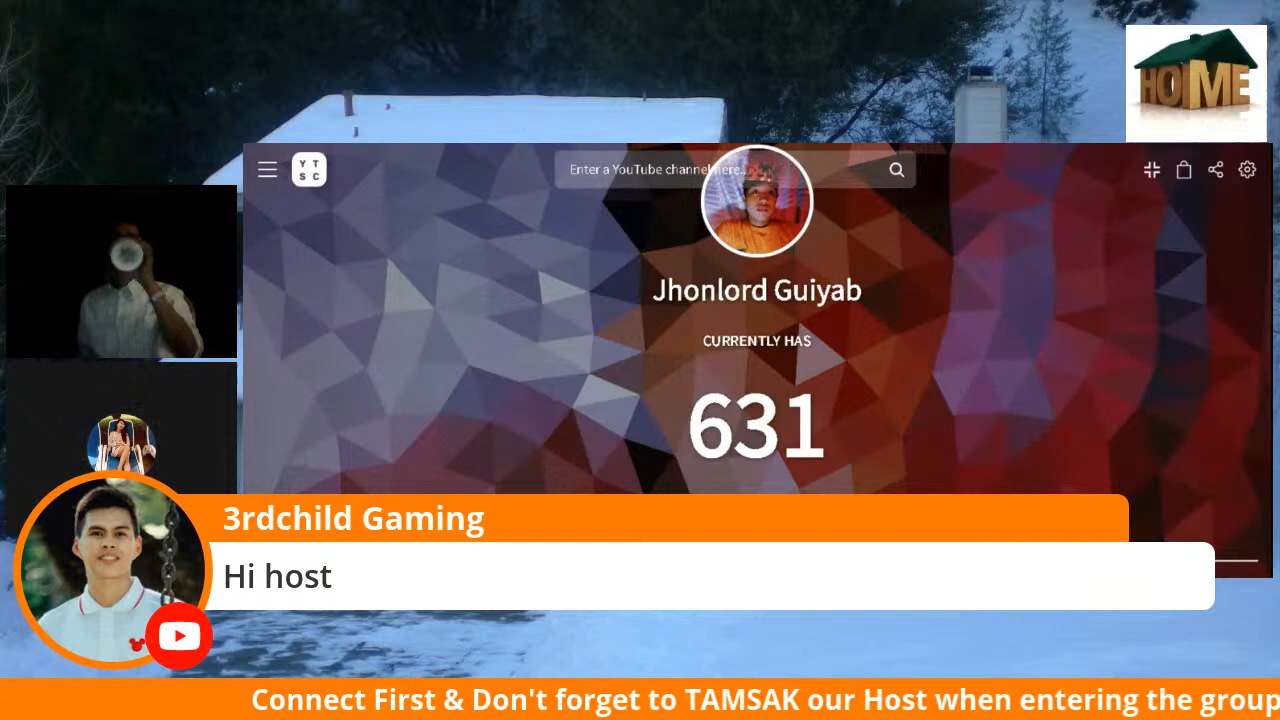 HOME
Y T
S C
Enter a YouTube channel here...
Jhonlord Guiyab
CURRENTLY HAS
631
3rdchild Gaming
Hi host
Connect First & Don't forget to TAMSAK our Host when entering the group